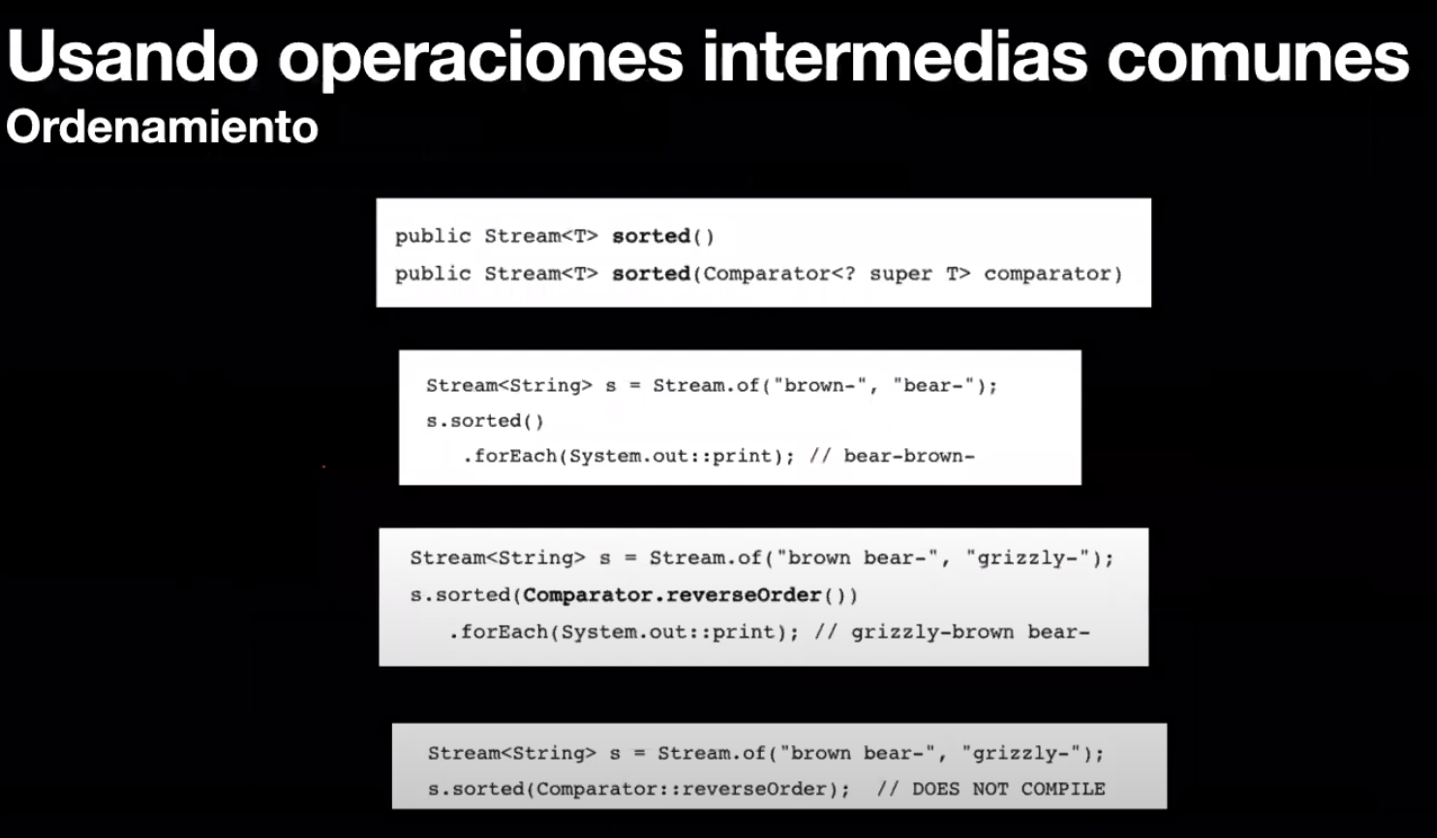 Usando operaciones intermedias comunes
Ordenamiento
public Stream<T> sorted()
public Stream<T> sorted(Comparator<? super T> comparator)
Stream<String> s = Stream.of("brown-", "bear-");
s.sorted()
.forEach(System.out::print); // bear-brown-
Stream<String> s = Stream.of("brown bear-", "grizzly-");
s.sorted(Comparator.reverseOrder())
.forEach(System.out::print); // grizzly-brown bear-
Stream<String> s = Stream.of("brown bear-", "grizzly-");
s.sorted(Comparator::reverseOrder); // DOES NOT COMPILE